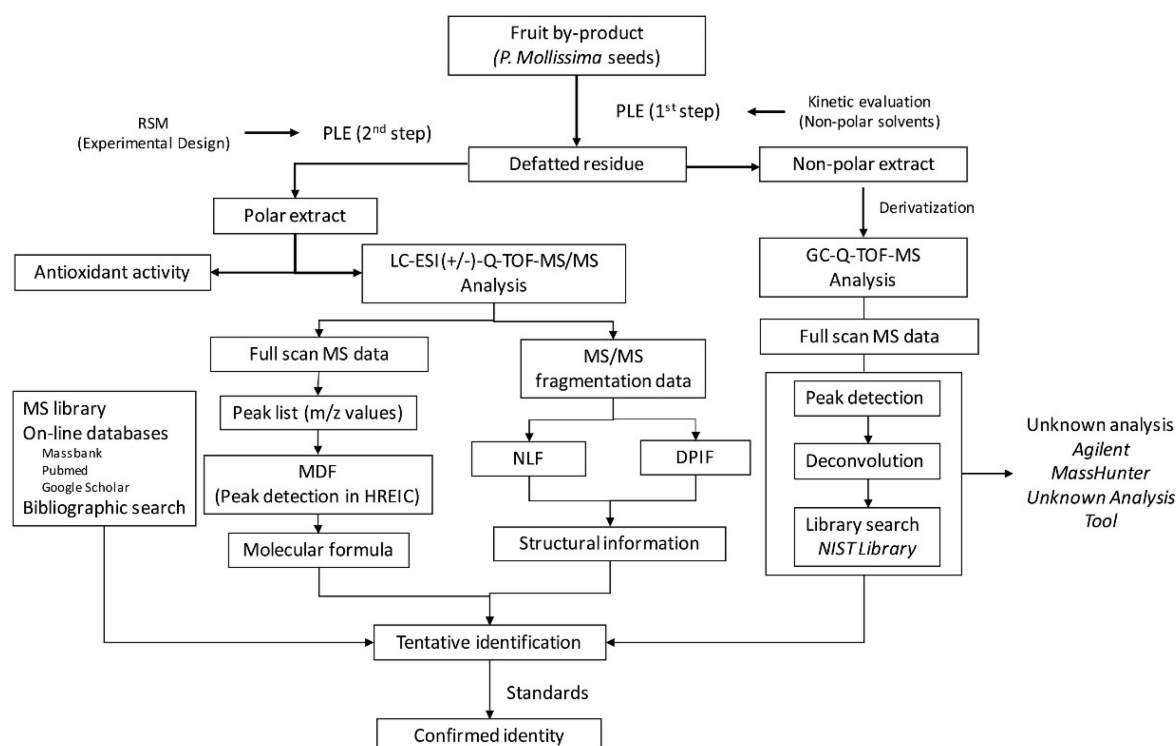 Fruit by-product
(P. Mollissima seeds)
RSM
(Experimental Design)
PLE (2nd step)
PLE (1st step)
Kinetic evaluation
(Non-polar solvents)
Defatted residue
Non-polar extract
Polar extract
Derivatization
Antioxidant activity
LC-ESI(+/-)-Q-TOF-MS/MS
Analysis
GC-Q-TOF-MS
Analysis
Full scan MS data
MS/MS
fragmentation data
Full scan MS data
MS library
On-line databases
Massbank
Pubmed
Google Scholar
Bibliographic search
Peak list (m/z values)
MDF
(Peak detection in HREIC)
Molecular formula
NLF
DPIF
Structural information
Peak detection
Deconvolution
Library search
NIST Library
Unknown analysis
Agilent
MassHunter
Unknown Analysis
Tool
Tentative identification
Standards
Confirmed identity